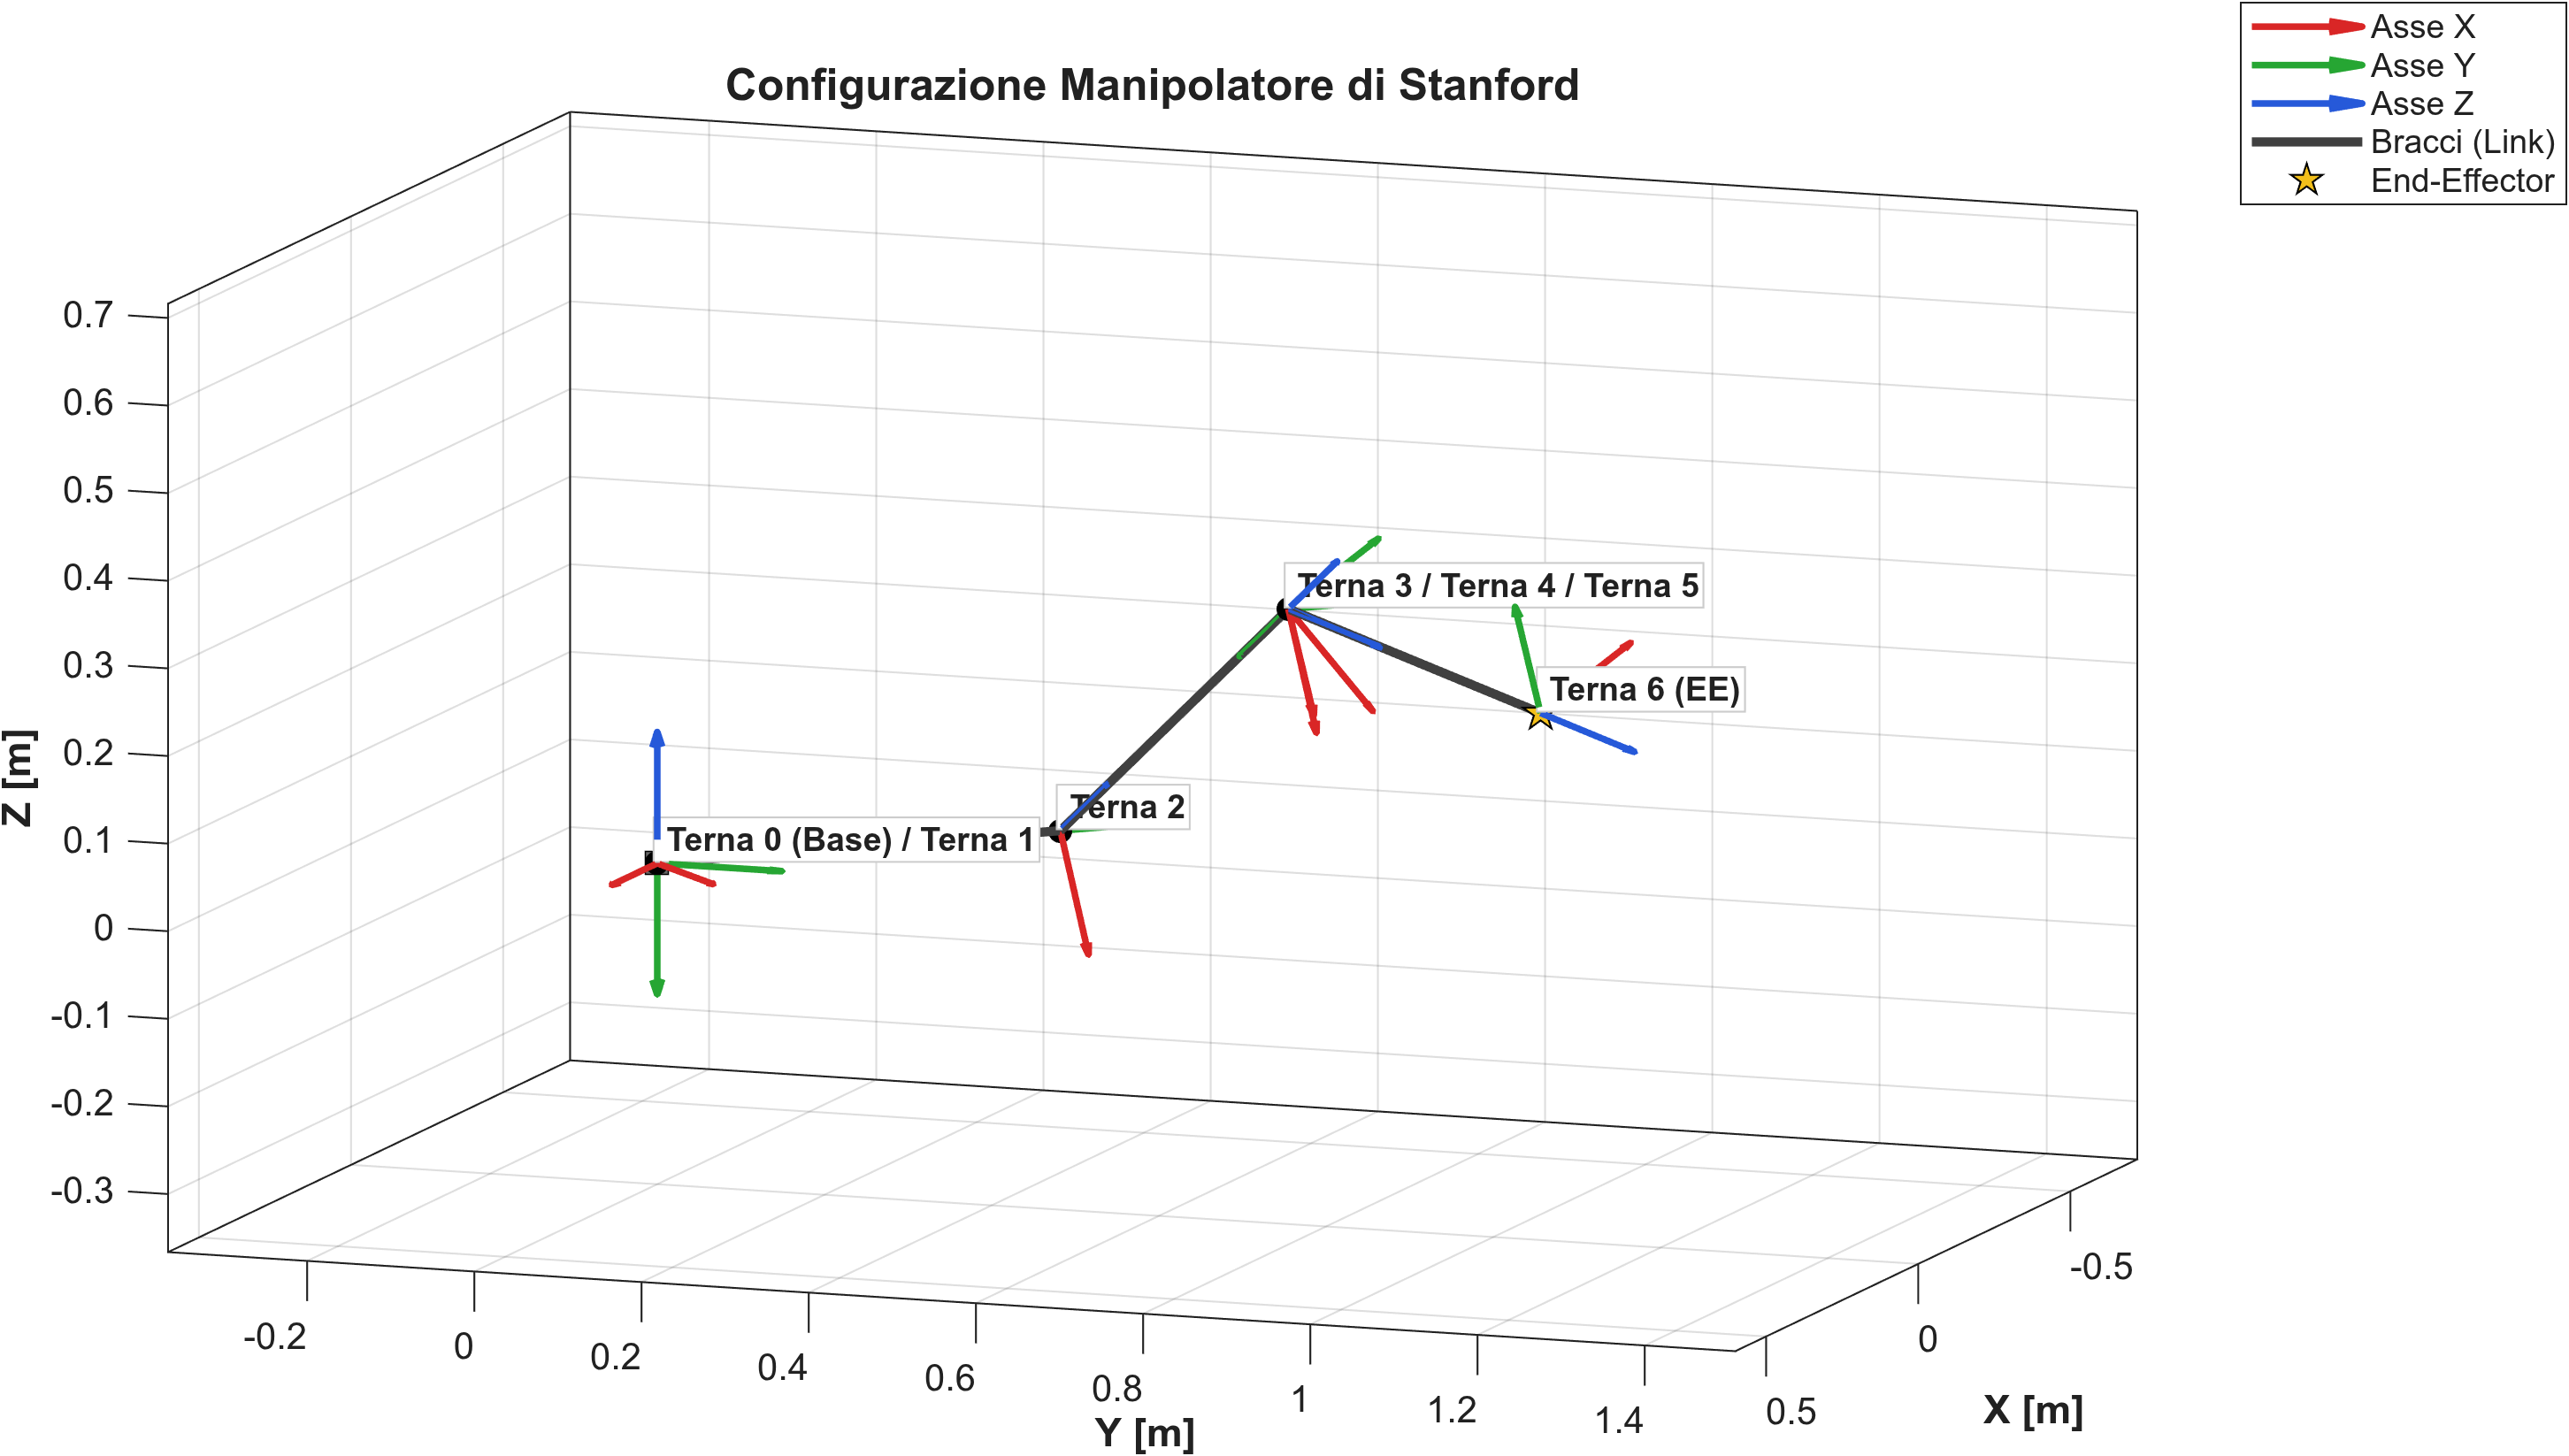 Configurazione Manipolatore di Stanford
Asse X
Asse Y
Asse Z
Bracci (Link)
End-Effector
0.7
0.6
0.5
0.4
0.3
0.2
0.1
0
-0.1
-0.2
-0.3
Z [m]
Terna 3 / Terna 4 / Terna 5
Terna 6 (EE)
Terna 2
Terna 0 (Base) / Terna 1
-0.2
0
0.2
0.4
0.6
0.8
1
1.2
1.4
Y [m]
-0.5
0
0.5
X [m]